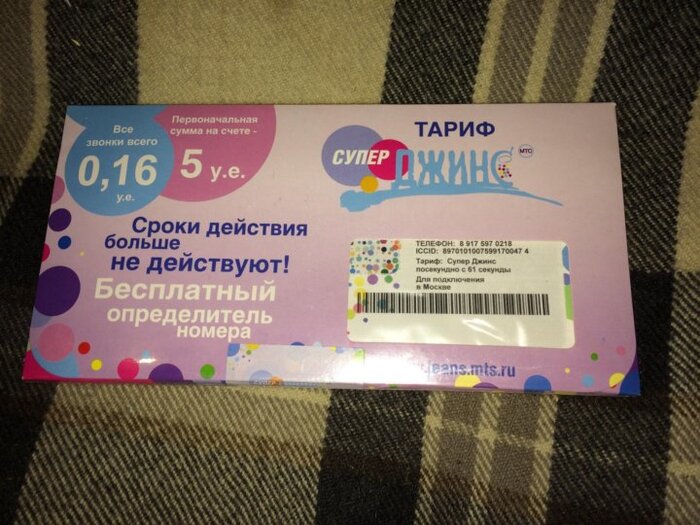 Все
звонки всего
0,16
у.е.
Первоначальная
сумма на счете -
5 у.е.
ТАРИФ
СУПЕР
ДЖИНС
МТС
Сроки действия
больше
не действуют!
Бесплатный
определитель
номера
ТЕЛЕФОН: 8 917 597 0218
ICCID: 8970101007599170047 4
Тариф: Супер Джинс
посекундно с 61 секунды
Для подключения
в Москве
jeans.mts.ru